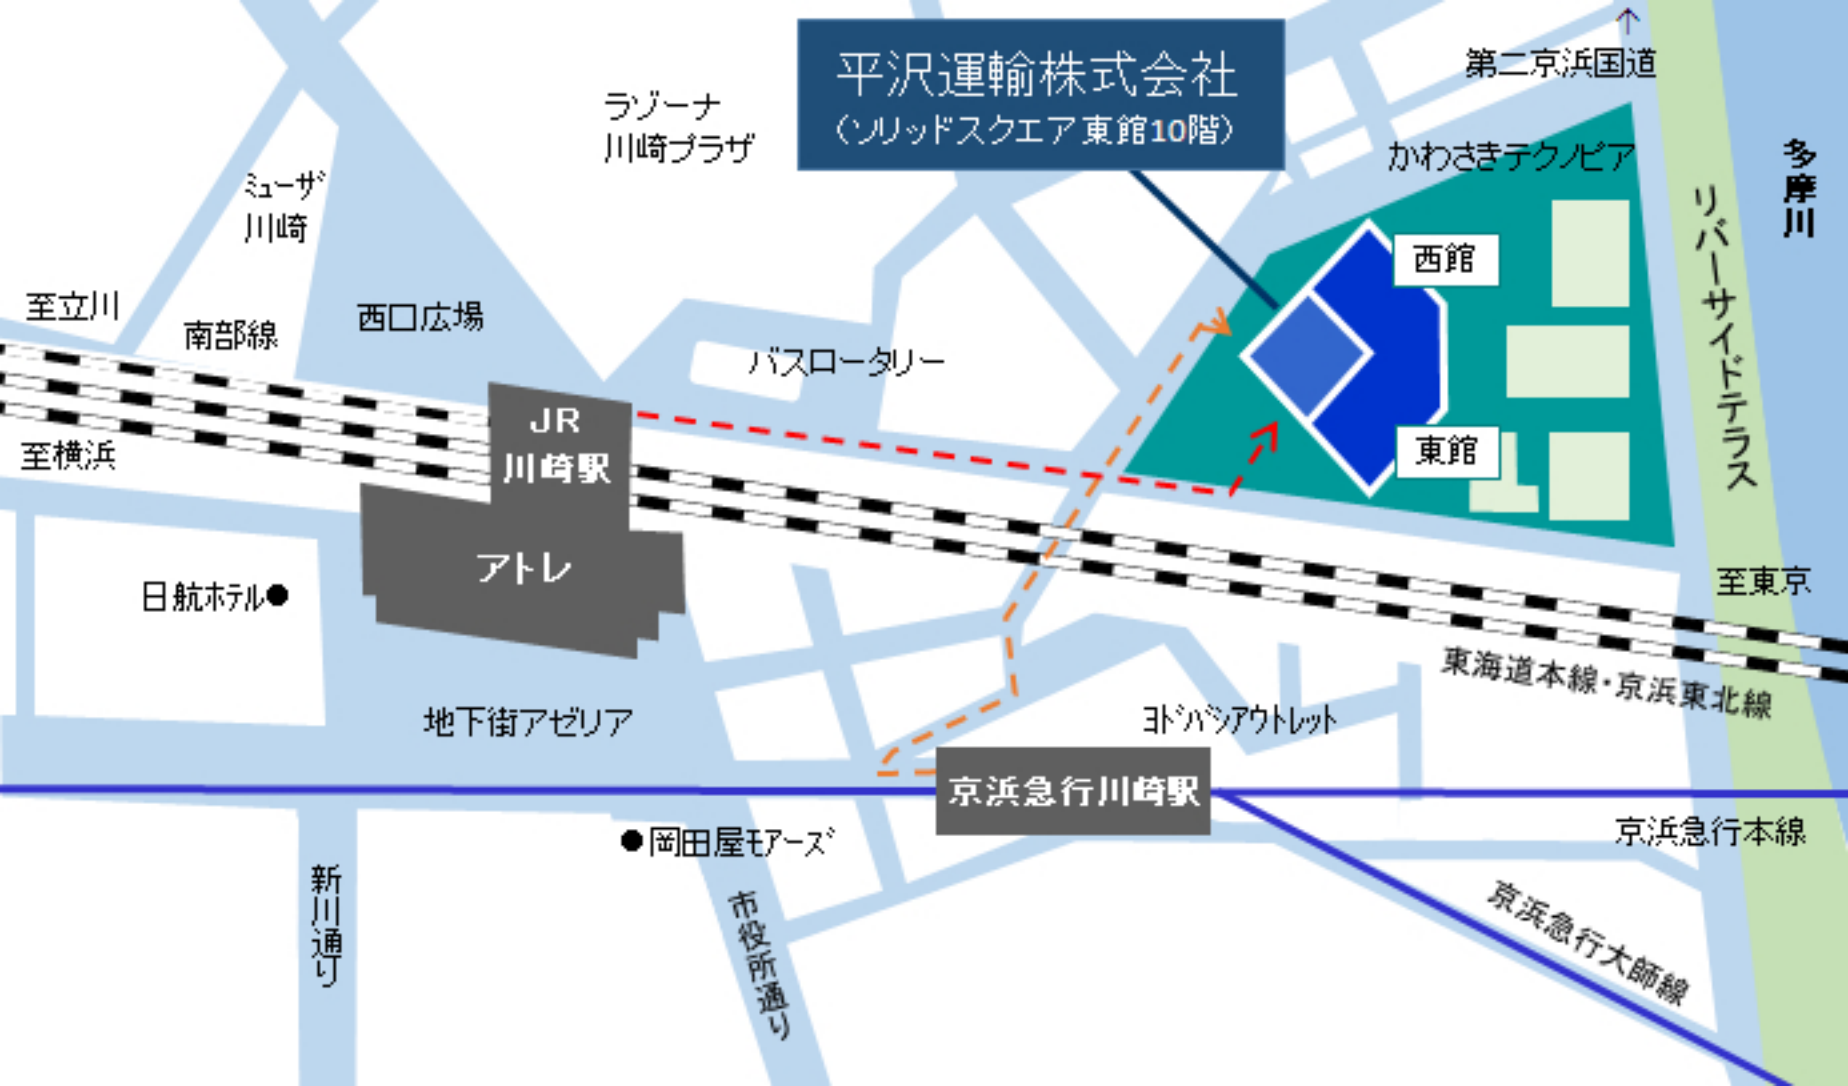 平沢運輸株式会社
（ソリッドスクエア東館10階）
↑
第二京浜国道
ラゾーナ
川崎プラザ
かわさきテクノピア
多摩川
ﾐｭｰｻﾞ
川崎
リバーサイドテラス
西館
至立川
南部線
西口広場
バスロータリー
JR
川崎駅
東館
至横浜
アトレ
日航ホテル●
至東京
東海道本線・京浜東北線
地下街アゼリア
ﾖﾄﾞﾊﾞｼｱｳﾄﾚｯﾄ
京浜急行川崎駅
●岡田屋ﾓｱｰｽﾞ
京浜急行本線
新川通り
市役所通り
京浜急行大師線